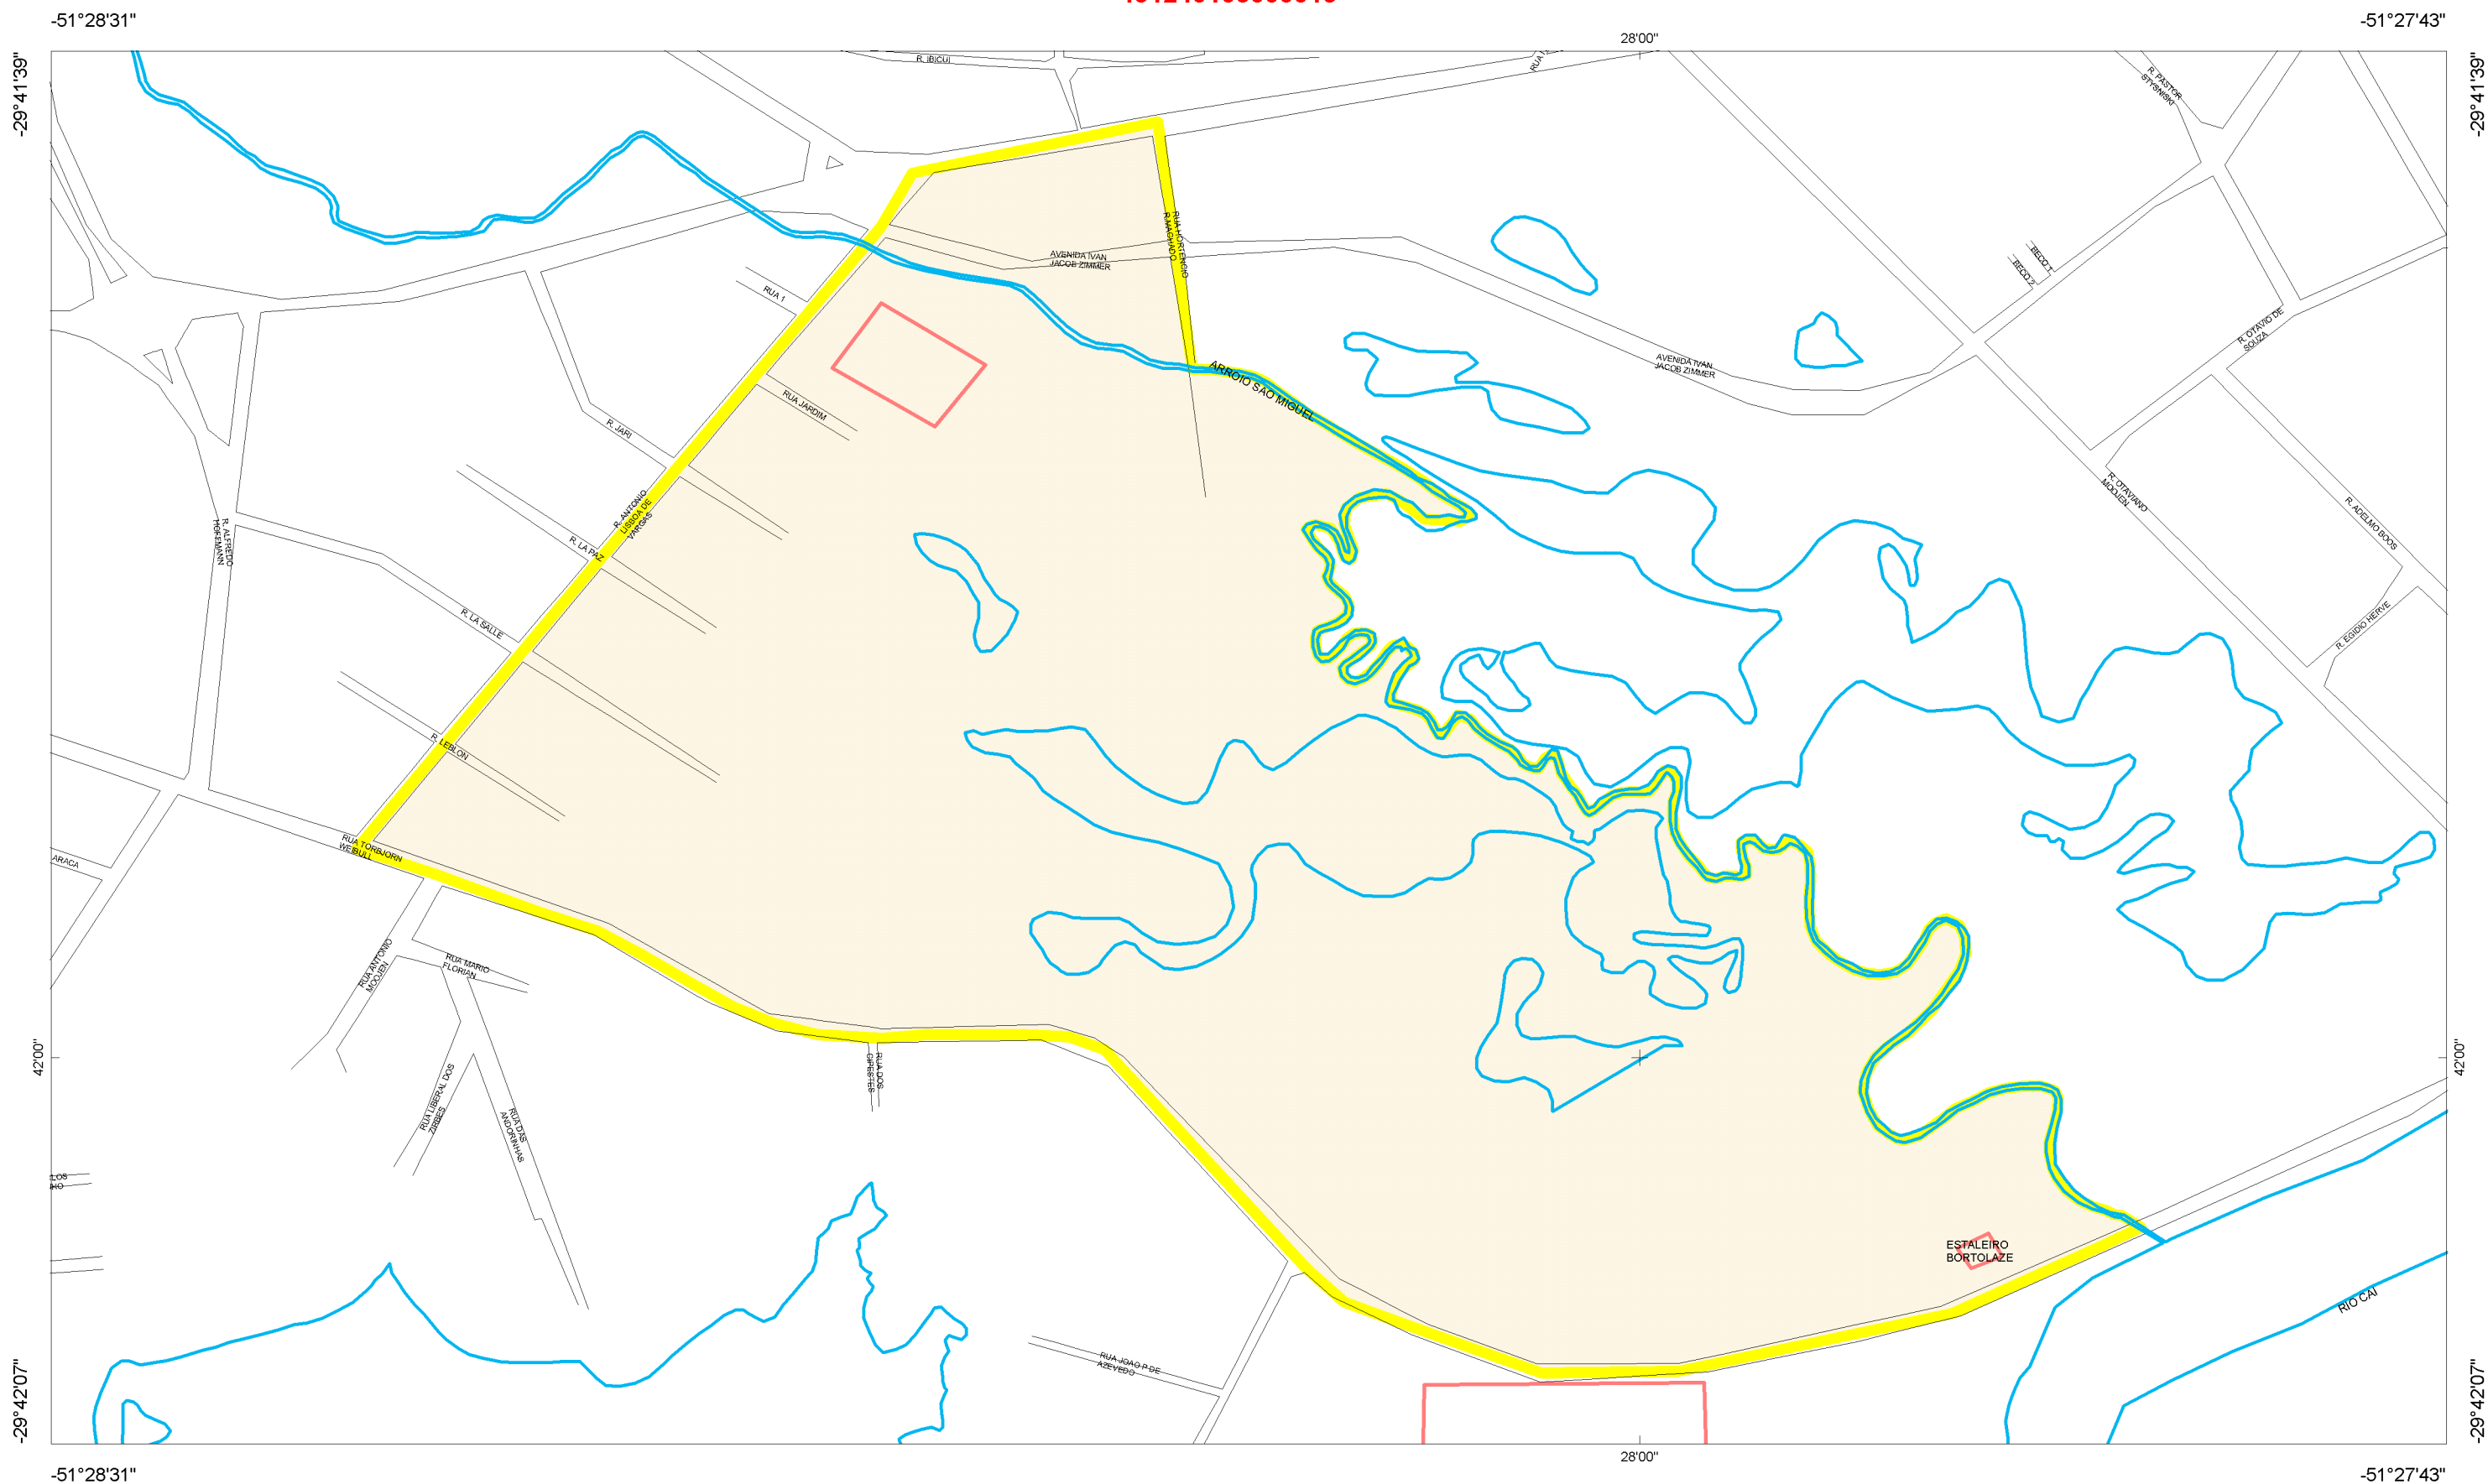 -51°28'31"
-51°27'43"
-29°41'39"
28'00"
-29°41'39"
R. IBICUI
R. PASTOR
STYSNISKI
RUA HORTENCIO
R.MACHADO
AVENIDA IVAN
JACOB ZIMMER
BECO 1
BECO 2
RUA 1
R. OTAVIO DE
SOUZA
ARROIO SAO MIGUEL
AVENIDA IVAN
JACOB ZIMMER
RUA JARDIM
R. JARI
R. ANTONIO
LISBOA DE
VARGAS
R. OTAVIANO
MOOJEN
R. ADELMO BOOS
R. ALFREDO
HOFFMANN
R. LA PAZ
R. LA SALLE
R. EGIDIO HERVE
R. LEBLON
RUA TORBJORN
WEIBULL
ARACA
RUA ANTONIO
MOOJEN
RUA MARIO
FLORIAN
42'00"
42'00"
RUA DOS
CIPESTES
RUA LIBERAL DOS
ZIRBES
RUA DAS
ANDORINHAS
ESTALEIRO
BORTOLAZE
RIO CAI
RUA JOAO P DE
AZEVEDO
-29°42'07"
-29°42'07"
28'00"
-51°28'31"
-51°27'43"